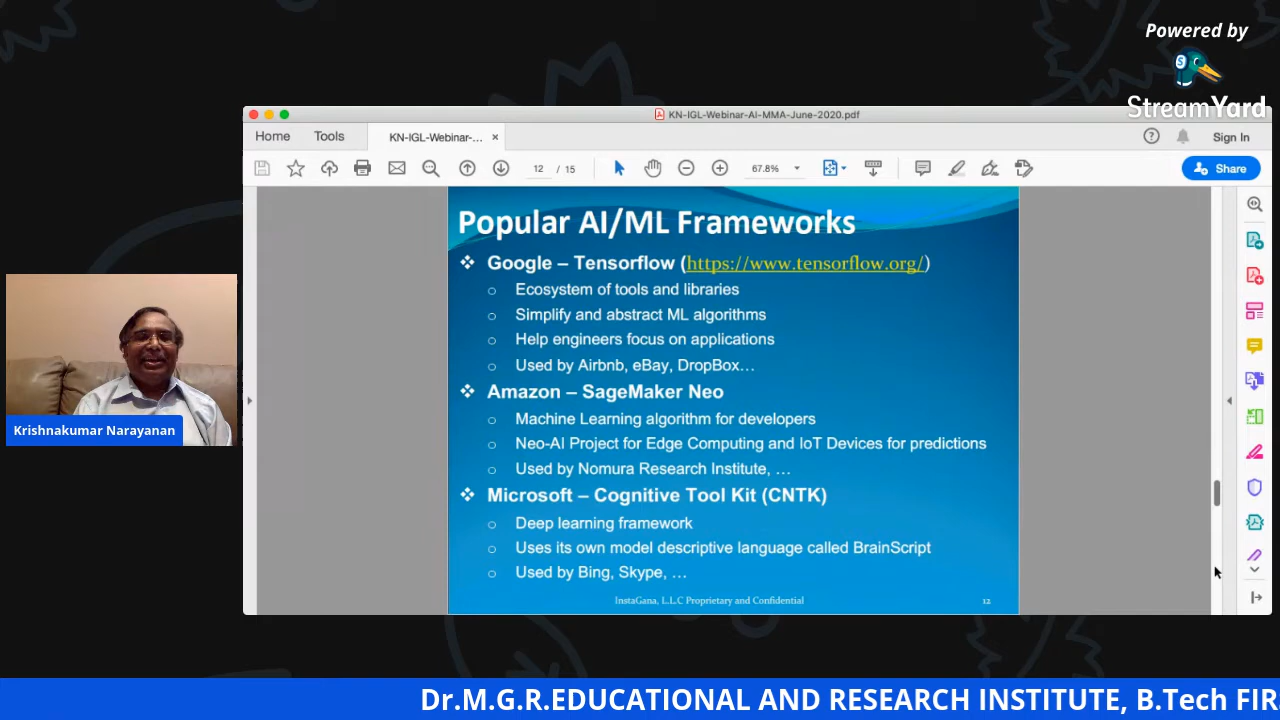 Powered by
StreamYard
KN-IGL-Webinar-AI-MMA-June-2020.pdf
Home Tools KN-IGL-Webinar-... × Sign In
12 / 15 67.8% Share
Popular AI/ML Frameworks
❖ Google – Tensorflow (https://www.tensorflow.org/)
○ Ecosystem of tools and libraries
○ Simplify and abstract ML algorithms
○ Help engineers focus on applications
○ Used by Airbnb, eBay, DropBox…
❖ Amazon – SageMaker Neo
○ Machine Learning algorithm for developers
○ Neo-AI Project for Edge Computing and IoT Devices for predictions
○ Used by Nomura Research Institute, …
❖ Microsoft – Cognitive Tool Kit (CNTK)
○ Deep learning framework
○ Uses its own model descriptive language called BrainScript
○ Used by Bing, Skype, …
InstaGana, L.L.C Proprietary and Confidential 12
Krishnakumar Narayanan
Dr.M.G.R.EDUCATIONAL AND RESEARCH INSTITUTE, B.Tech FIR